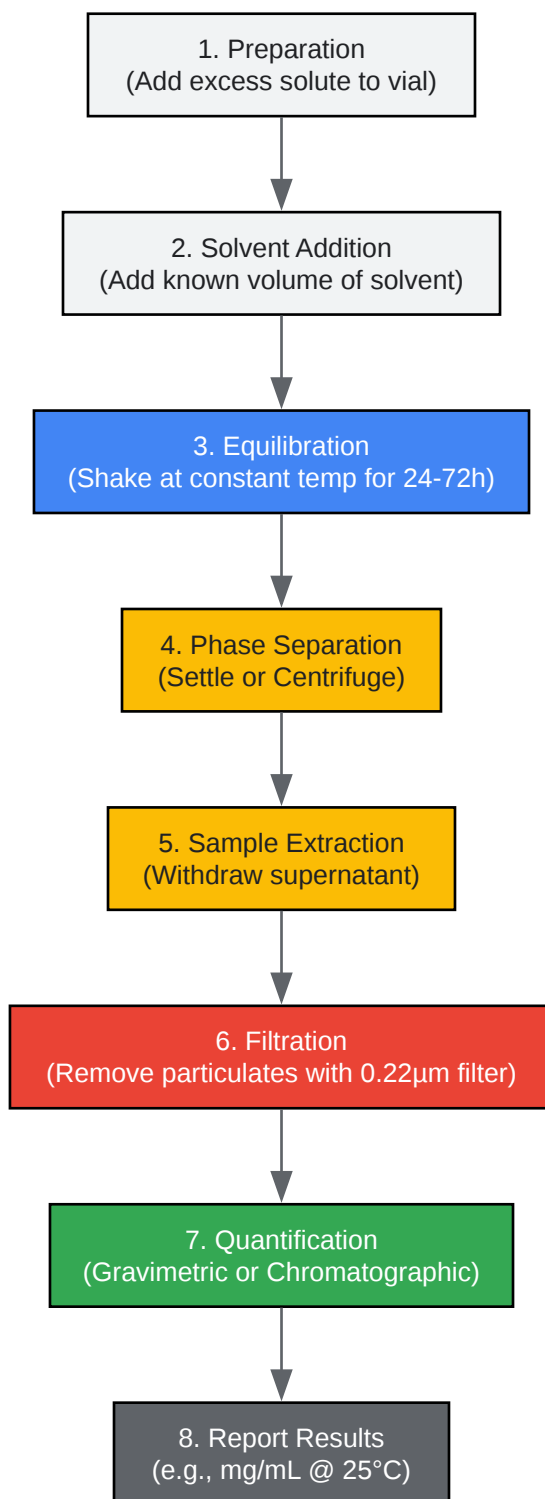 1. Preparation
(Add excess solute to vial)
2. Solvent Addition
(Add known volume of solvent)
3. Equilibration
(Shake at constant temp for 24-72h)
4. Phase Separation
(Settle or Centrifuge)
5. Sample Extraction
(Withdraw supernatant)
6. Filtration
(Remove particulates with 0.22µm filter)
7. Quantification
(Gravimetric or Chromatographic)
8. Report Results
(e.g., mg/mL @ 25°C)